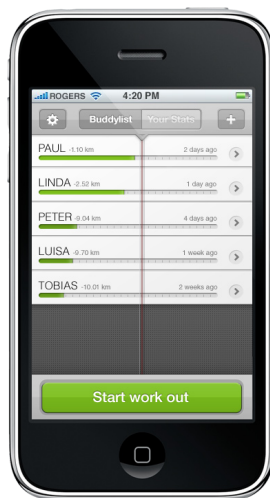 ROGERS 4:20 PM
Buddylist Your Stats +
PAUL -1.10 km 2 days ago
LINDA -2.52 km 1 day ago
PETER -9.04 km 4 days ago
LUISA -9.70 km 1 week ago
TOBIAS -10.01 km 2 weeks ago
Start work out